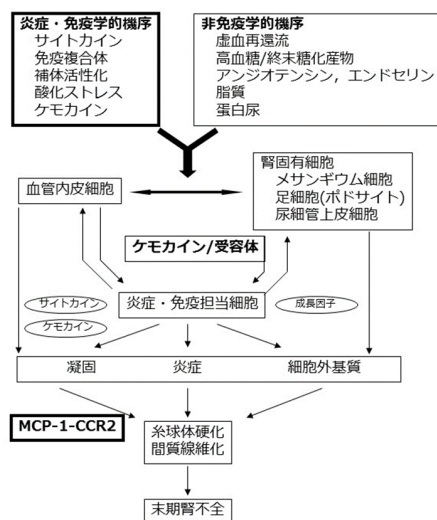 炎症・免疫学的機序
サイトカイン
免疫複合体
補体活性化
酸化ストレス
ケモカイン
非免疫学的機序
虚血再還流
高血糖/終末糖化産物
アンジオテンシン，エンドセリン
脂質
蛋白尿
血管内皮細胞
腎固有細胞
メサンギウム細胞
足細胞(ポドサイト)
尿細管上皮細胞
ケモカイン/受容体
サイトカイン
ケモカイン
炎症・免疫担当細胞
成長因子
凝固 炎症 細胞外基質
MCP-1-CCR2
糸球体硬化
間質線維化
末期腎不全